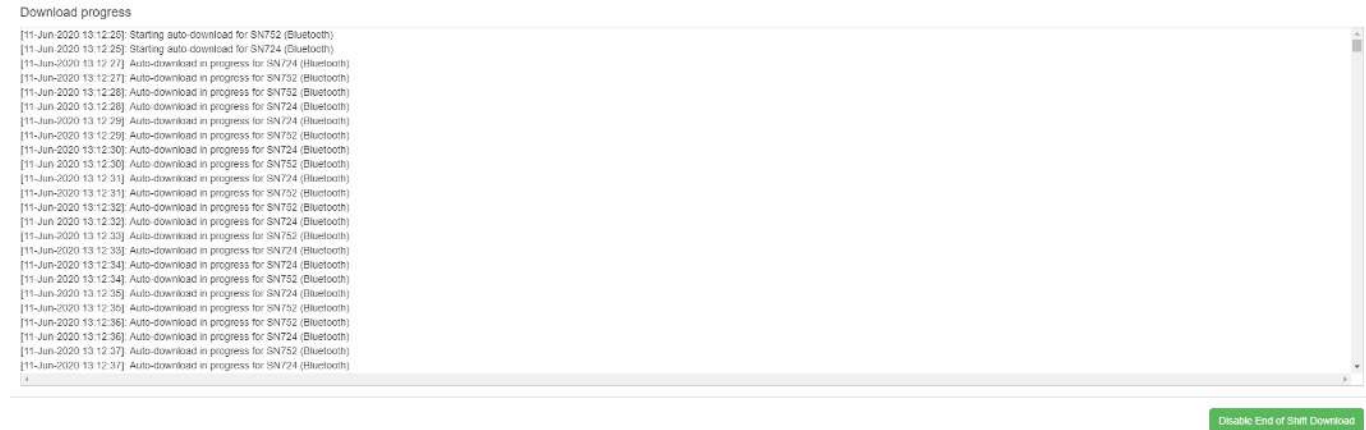 Download progress
[11-Jun-2020 13:12:25]: Starting auto-download for SN752 (Bluetooth)
[11-Jun-2020 13:12:25]: Starting auto-download for SN724 (Bluetooth)
[11-Jun-2020 13:12:27]: Auto-download in progress for SN724 (Bluetooth)
[11-Jun-2020 13:12:27]: Auto-download in progress for SN752 (Bluetooth)
[11-Jun-2020 13:12:28]: Auto-download in progress for SN752 (Bluetooth)
[11-Jun-2020 13:12:28]: Auto-download in progress for SN724 (Bluetooth)
[11-Jun-2020 13:12:29]: Auto-download in progress for SN724 (Bluetooth)
[11-Jun-2020 13:12:29]: Auto-download in progress for SN752 (Bluetooth)
[11-Jun-2020 13:12:30]: Auto-download in progress for SN724 (Bluetooth)
[11-Jun-2020 13:12:30]: Auto-download in progress for SN752 (Bluetooth)
[11-Jun-2020 13:12:31]: Auto-download in progress for SN724 (Bluetooth)
[11-Jun-2020 13:12:31]: Auto-download in progress for SN752 (Bluetooth)
[11-Jun-2020 13:12:32]: Auto-download in progress for SN752 (Bluetooth)
[11-Jun-2020 13:12:32]: Auto-download in progress for SN724 (Bluetooth)
[11-Jun-2020 13:12:33]: Auto-download in progress for SN752 (Bluetooth)
[11-Jun-2020 13:12:33]: Auto-download in progress for SN724 (Bluetooth)
[11-Jun-2020 13:12:34]: Auto-download in progress for SN724 (Bluetooth)
[11-Jun-2020 13:12:34]: Auto-download in progress for SN752 (Bluetooth)
[11-Jun-2020 13:12:35]: Auto-download in progress for SN724 (Bluetooth)
[11-Jun-2020 13:12:35]: Auto-download in progress for SN752 (Bluetooth)
[11-Jun-2020 13:12:36]: Auto-download in progress for SN752 (Bluetooth)
[11-Jun-2020 13:12:36]: Auto-download in progress for SN724 (Bluetooth)
[11-Jun-2020 13:12:37]: Auto-download in progress for SN752 (Bluetooth)
[11-Jun-2020 13:12:37]: Auto-download in progress for SN724 (Bluetooth)
Disable End of Shift Download